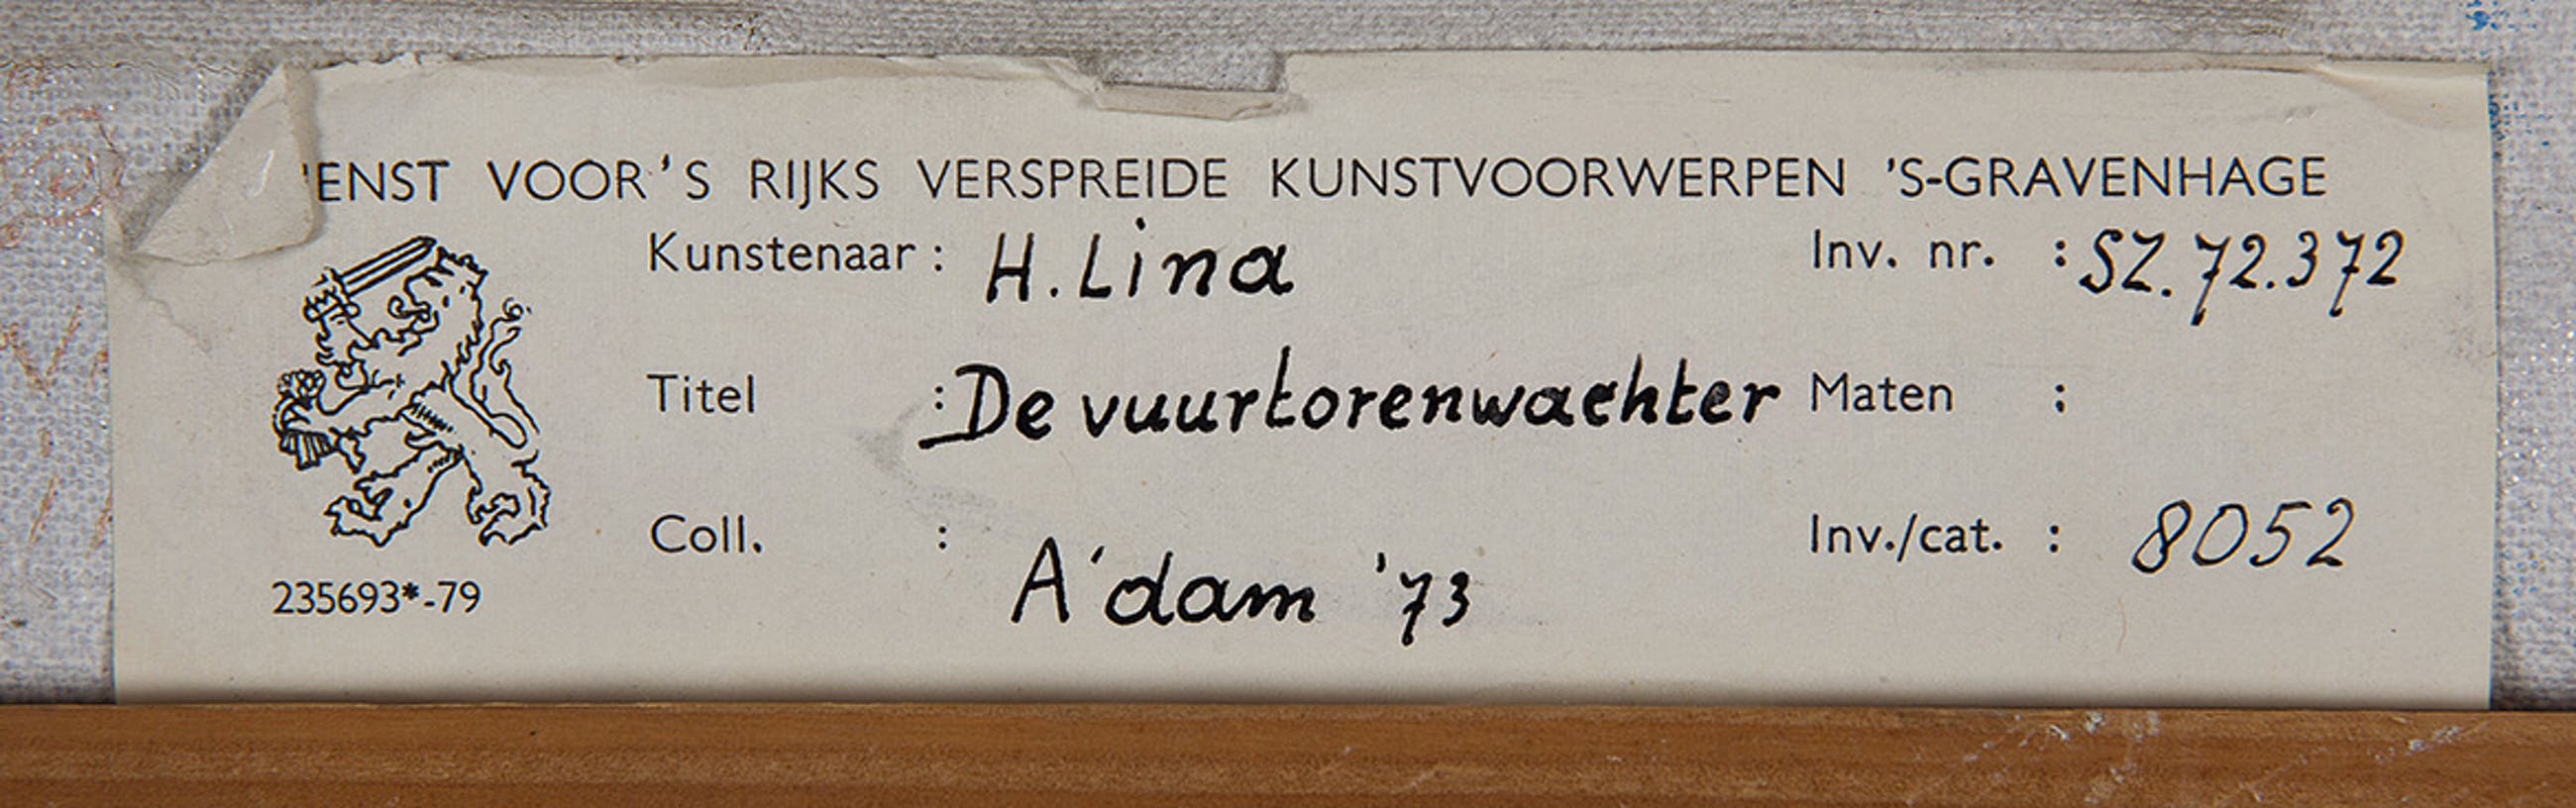 IENST VOOR 'S RIJKS VERSPREIDE KUNSTVOORWERPEN 'S-GRAVENHAGE
Kunstenaar : H. Lina Inv. nr. : SZ.72.372
Titel : De vuurtorenwachter Maten :
Coll. : A'dam '73 Inv./cat. : 8052
235693*-79